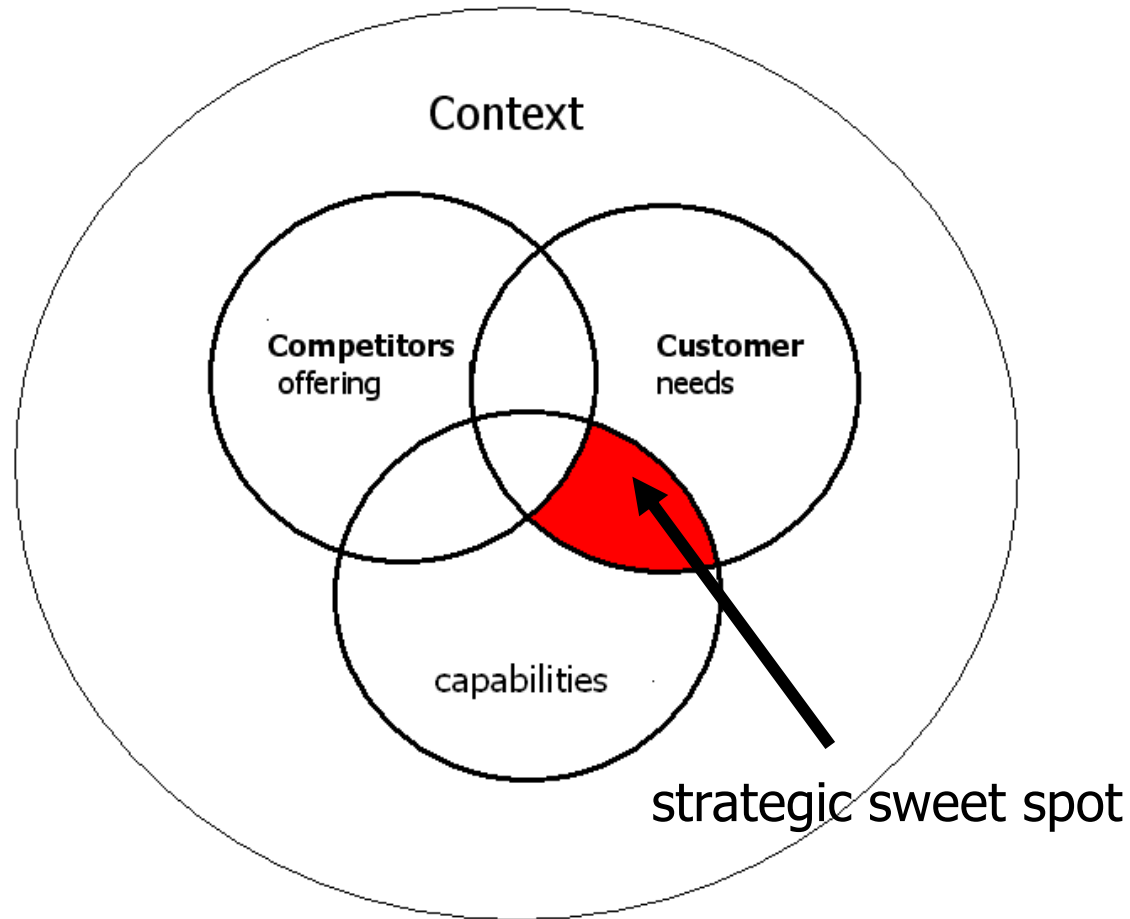 Context
Competitors
offering
Customer
needs
capabilities
strategic sweet spot